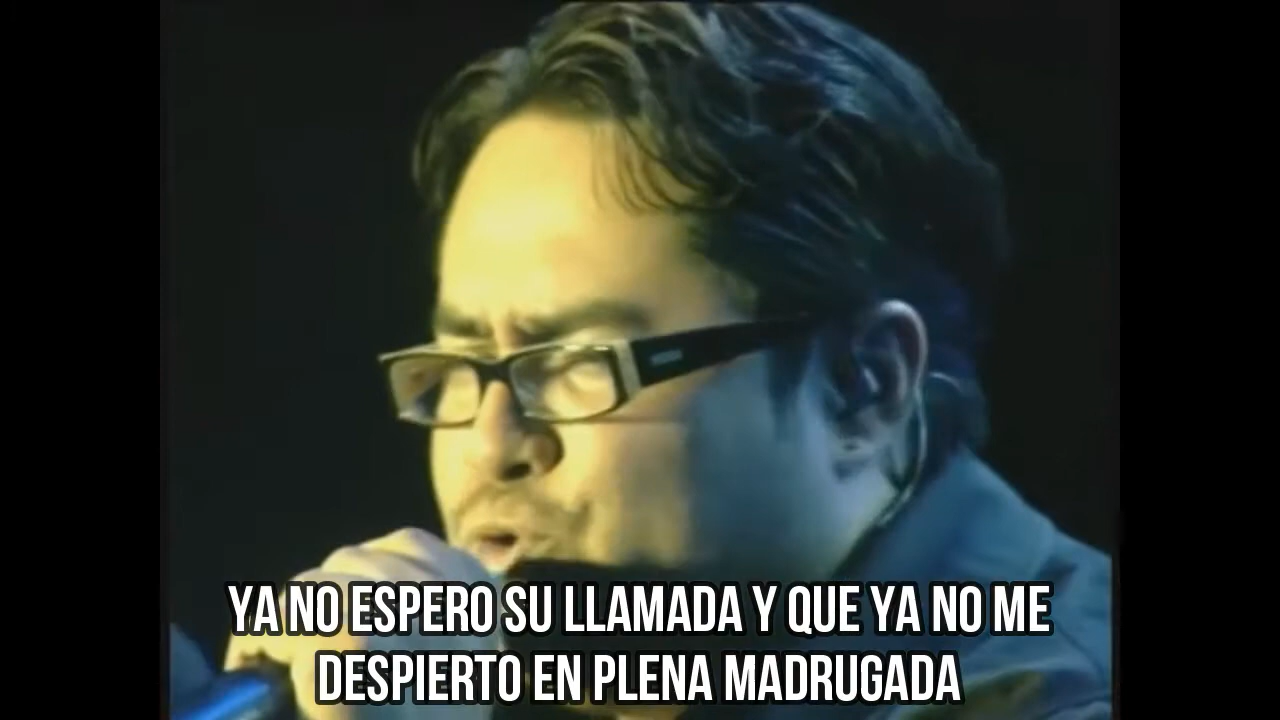 YA NO ESPERO SU LLAMADA Y QUE YA NO ME
DESPIERTO EN PLENA MADRUGADA